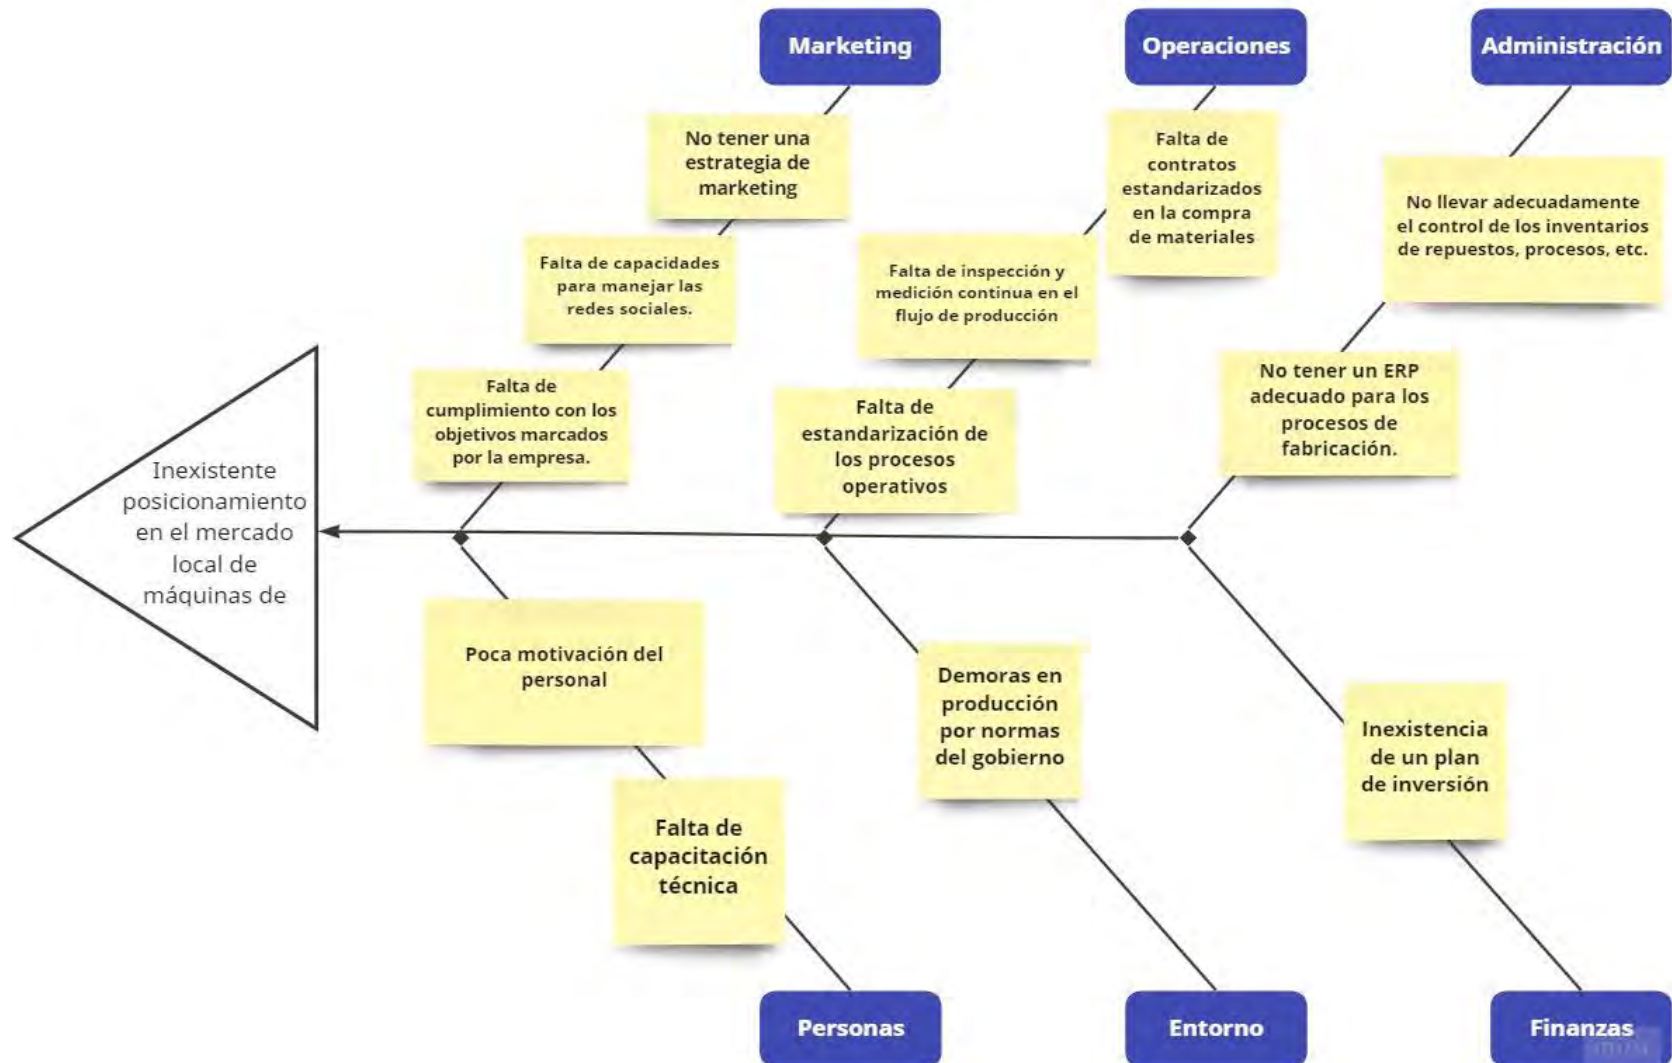 Marketing
Operaciones
Administración
No tener una
estrategia de
marketing
Falta de
contratos
estandarizados
en la compra
de materiales
No llevar adecuadamente
el control de los inventarios
de repuestos, procesos, etc.
Falta de capacidades
para manejar las
redes sociales.
Falta de inspección y
medición continua en el
flujo de producción
Falta de
cumplimiento con los
objetivos marcados
por la empresa.
Falta de
estandarización de
los procesos
operativos
No tener un ERP
adecuado para los
procesos de
fabricación.
Inexistente
posicionamiento
en el mercado
local de
máquinas de
Poca motivación del
personal
Demoras en
producción
por normas
del gobierno
Inexistencia
de un plan
de inversión
Falta de
capacitación
técnica
Personas
Entorno
Finanzas